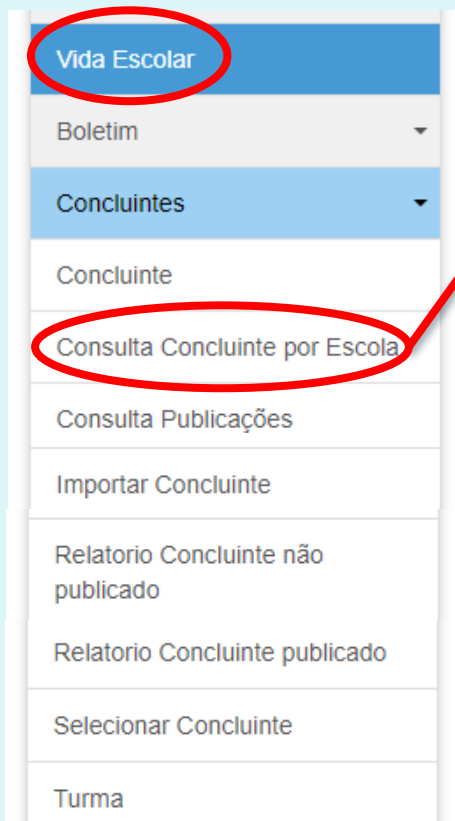 Vida Escolar
Boletim
Concluintes
Concluinte
Consulta Concluinte por Escola
Consulta Publicações
Importar Concluinte
Relatorio Concluinte não
publicado
Relatorio Concluinte publicado
Selecionar Concluinte
Turma